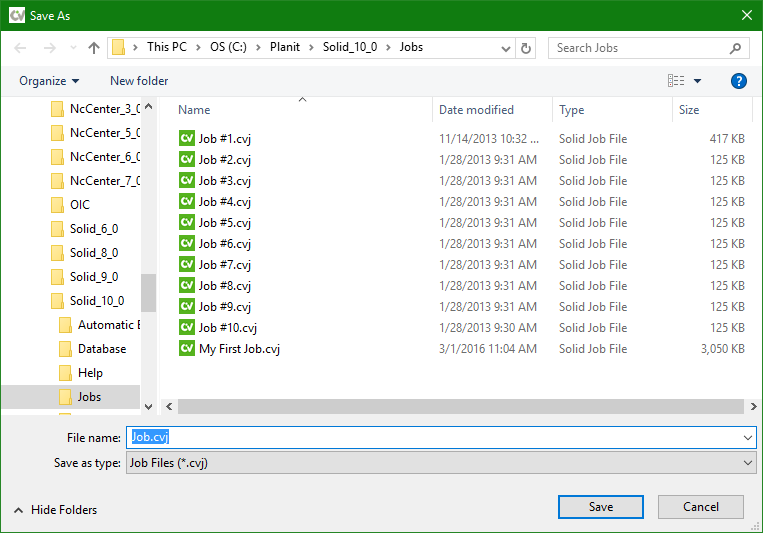 Save As
This PC > OS (C:) > Planit > Solid_10_0 > Jobs
Search Jobs
Organize
New folder
?
NcCenter_3_0
NcCenter_5_0
NcCenter_6_0
NcCenter_7_0
OIC
Solid_6_0
Solid_8_0
Solid_9_0
Solid_10_0
Automatic
Database
Help
Jobs
Name Date modified Type Size
Job #1.cvj 11/14/2013 10:32 ... Solid Job File 417 KB
Job #2.cvj 1/28/2013 9:31 AM Solid Job File 125 KB
Job #3.cvj 1/28/2013 9:31 AM Solid Job File 125 KB
Job #4.cvj 1/28/2013 9:31 AM Solid Job File 125 KB
Job #5.cvj 1/28/2013 9:31 AM Solid Job File 125 KB
Job #6.cvj 1/28/2013 9:31 AM Solid Job File 125 KB
Job #7.cvj 1/28/2013 9:31 AM Solid Job File 125 KB
Job #8.cvj 1/28/2013 9:31 AM Solid Job File 125 KB
Job #9.cvj 1/28/2013 9:31 AM Solid Job File 125 KB
Job #10.cvj 1/28/2013 9:30 AM Solid Job File 125 KB
My First Job.cvj 3/1/2016 11:04 AM Solid Job File 3,050 KB
File name: Job.cvj
Save as type: Job Files (*.cvj)
Hide Folders
Save
Cancel